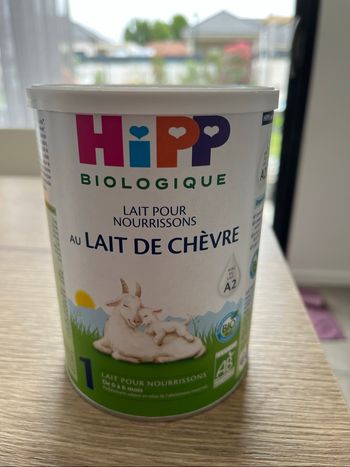 HiPP
BIOLOGIQUE
LAIT POUR
NOURRISSONS
AU LAIT DE CHÈVRE
A2
BIO
1 LAIT POUR NOURRISSONS
De 0 à 6 mois
AB